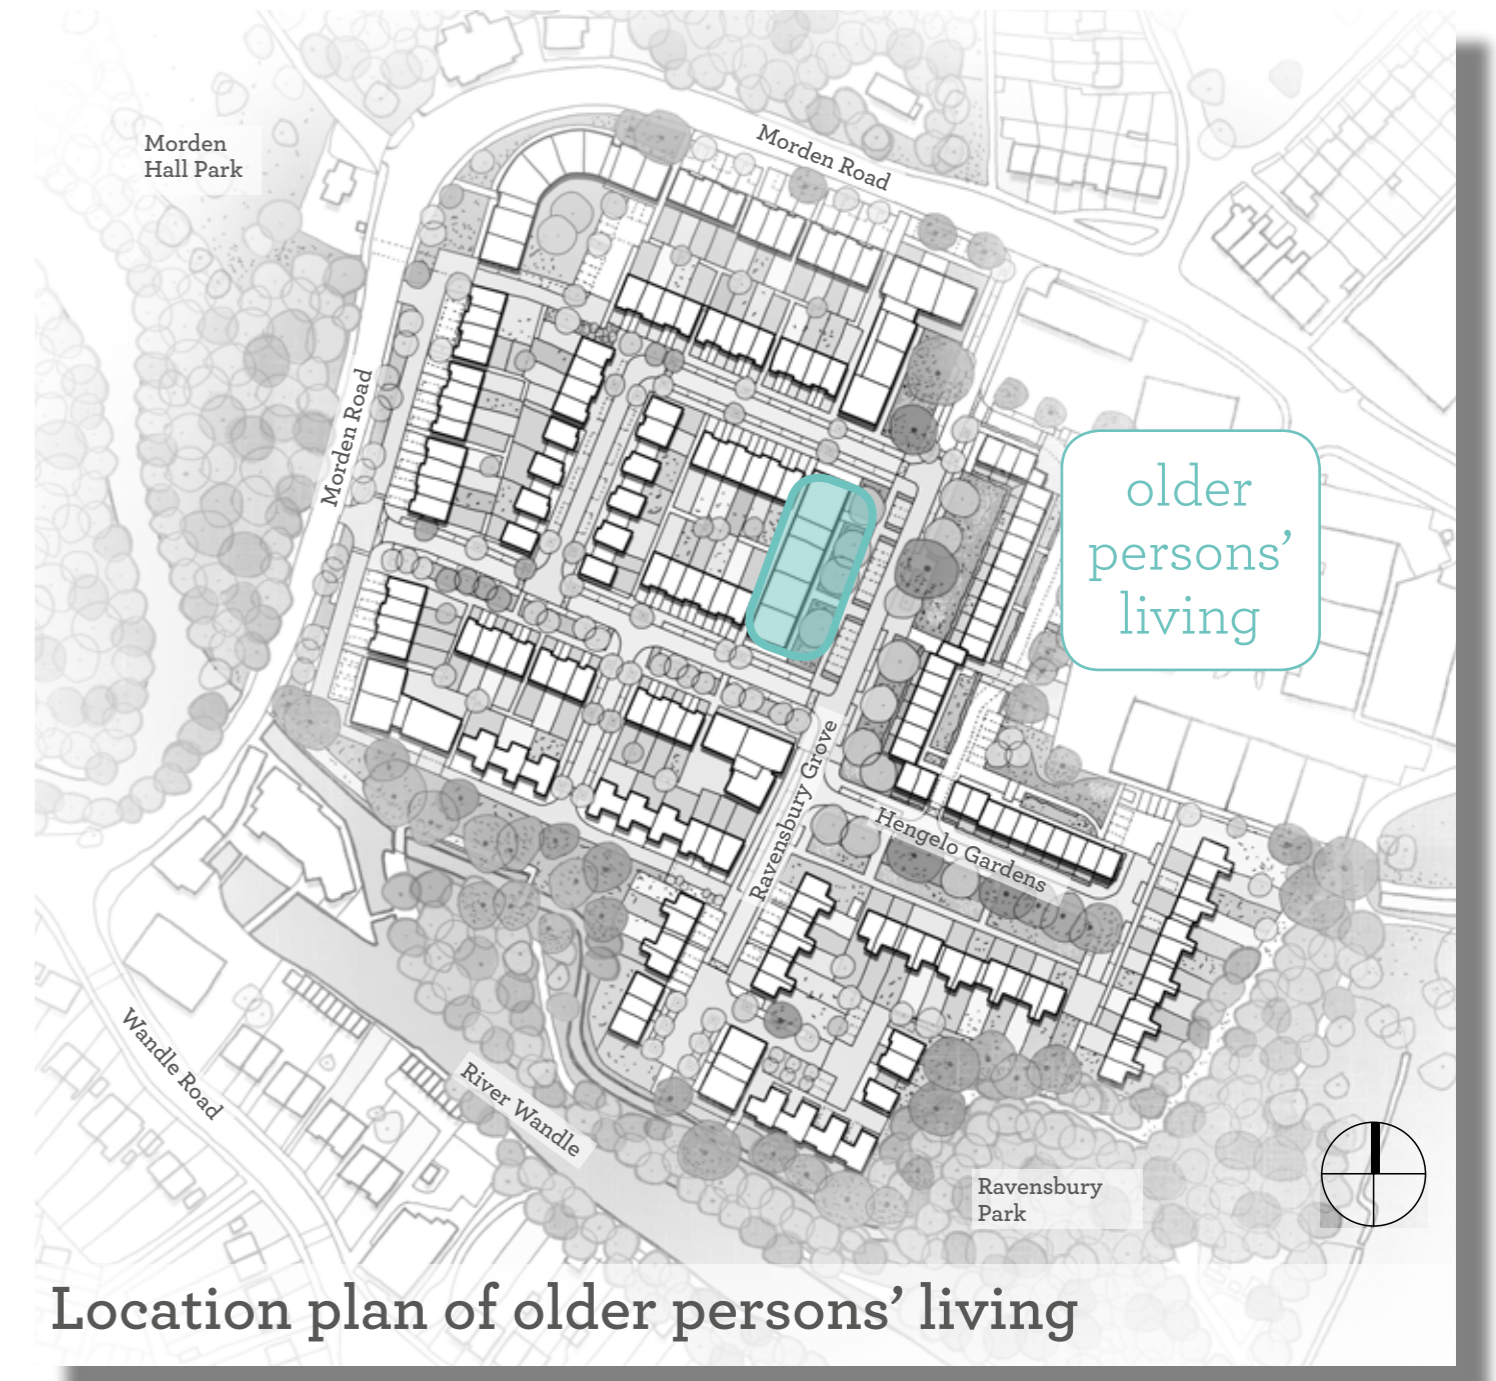 Morden
Hall Park
Morden Road
Morden Road
older
persons’
living
Ravensbury Grove
Hengelo Gardens
Wandle Road
River Wandle
Ravensbury
Park
Location plan of older persons’ living